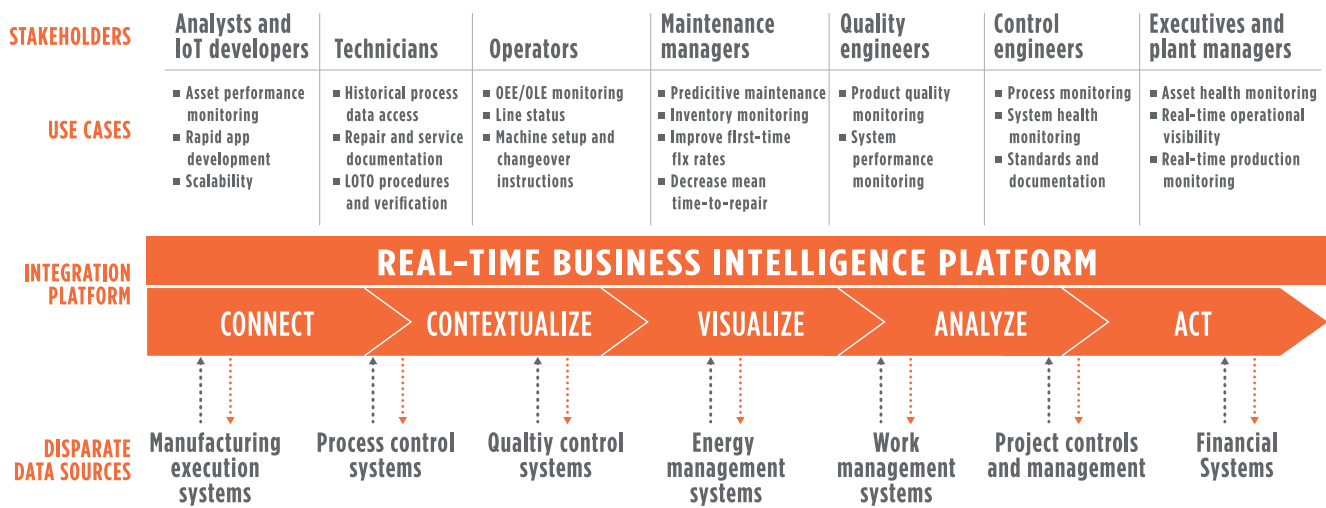 STAKEHOLDERS
Analysts and
IoT developers
Technicians
Operators
Maintenance
managers
Quality
engineers
Control
engineers
Executives and
plant managers
USE CASES
▪ Asset performance
monitoring
▪ Rapid app
development
▪ Scalability
▪ Historical process
data access
▪ Repair and service
documentation
▪ LOTO procedures
and verification
▪ OEE/OLE monitoring
▪ Line status
▪ Machine setup and
changeover
instructions
▪ Predicitive maintenance
▪ Inventory monitoring
▪ Improve fIrst-time
fIx rates
▪ Decrease mean
time-to-repair
▪ Product quality
monitoring
▪ System
performance
monitoring
▪ Process monitoring
▪ System health
monitoring
▪ Standards and
documentation
▪ Asset health monitoring
▪ Real-time operational
visibility
▪ Real-time production
monitoring
INTEGRATION
PLATFORM
REAL-TIME BUSINESS INTELLIGENCE PLATFORM
CONNECT
CONTEXTUALIZE
VISUALIZE
ANALYZE
ACT
DISPARATE
DATA SOURCES
Manufacturing
execution
systems
Process control
systems
Qualtiy control
systems
Energy
management
systems
Work
management
systems
Project controls
and management
Financial
Systems